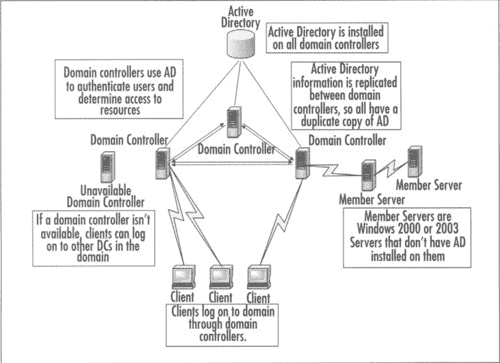 Active
Directory
Active Directory is installed
on all domain controllers
Domain controllers use AD
to authenticate users and
determine access to
resources
Active Directory
information is replicated
between domain
controllers, so all have a
duplicate copy of AD
Domain Controller
Domain Controller
Domain Controller
Unavailable
Domain Controller
Member Server
Member Server
If a domain controller isn't
available, clients can log
on to other DCs in the
domain
Member Servers are
Windows 2000 or 2003
Servers that don't have AD
installed on them
Client
Client
Client
Clients log on to domain
through domain
controllers.